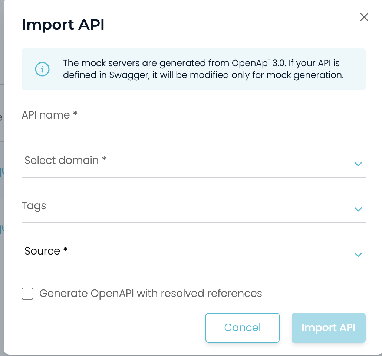 Import API
The mock servers are generated from OpenApi 3.0. If your API is
defined in Swagger, it will be modified only for mock generation.
API name *
Select domain *
Tags
Source *
Generate OpenAPI with resolved references
Cancel
Import API